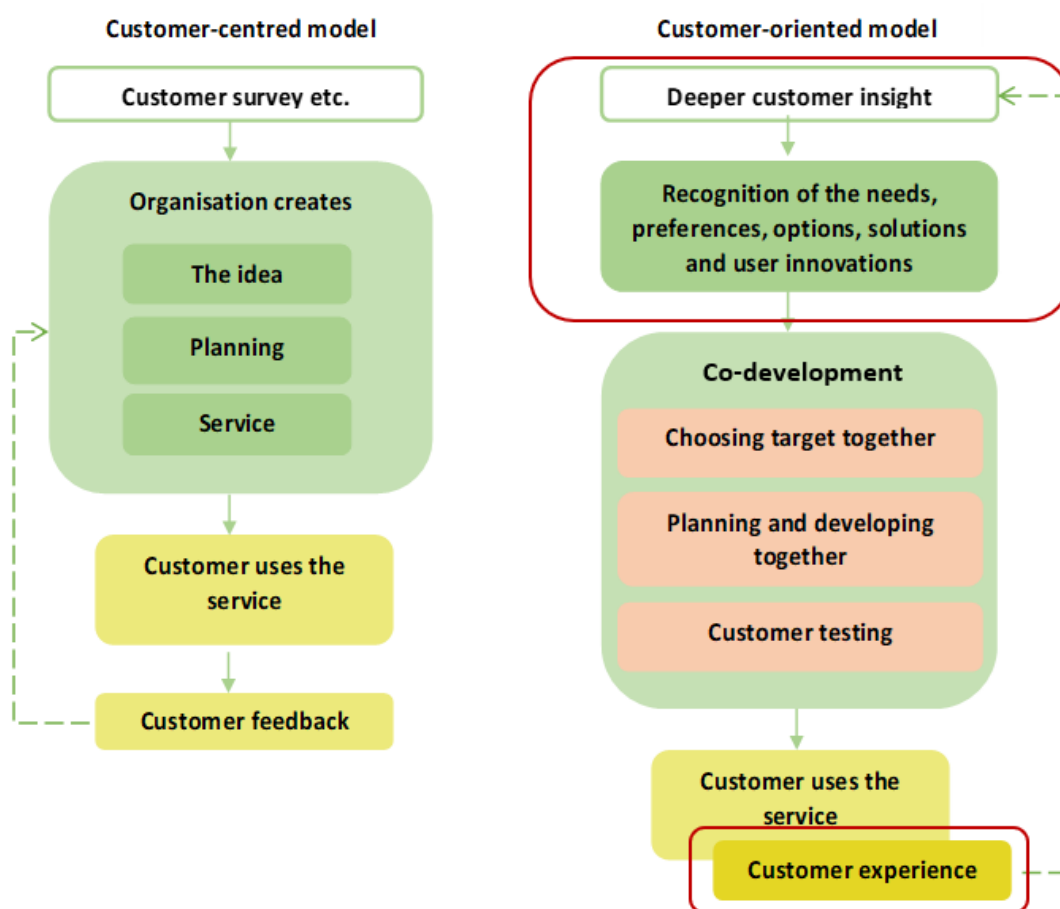 Customer-centred model
Customer survey etc.
Organisation creates
The idea
Planning
Service
Customer uses the
service
Customer feedback
Customer-oriented model
Deeper customer insight
Recognition of the needs,
preferences, options, solutions
and user innovations
Co-development
Choosing target together
Planning and developing
together
Customer testing
Customer uses the
service
Customer experience